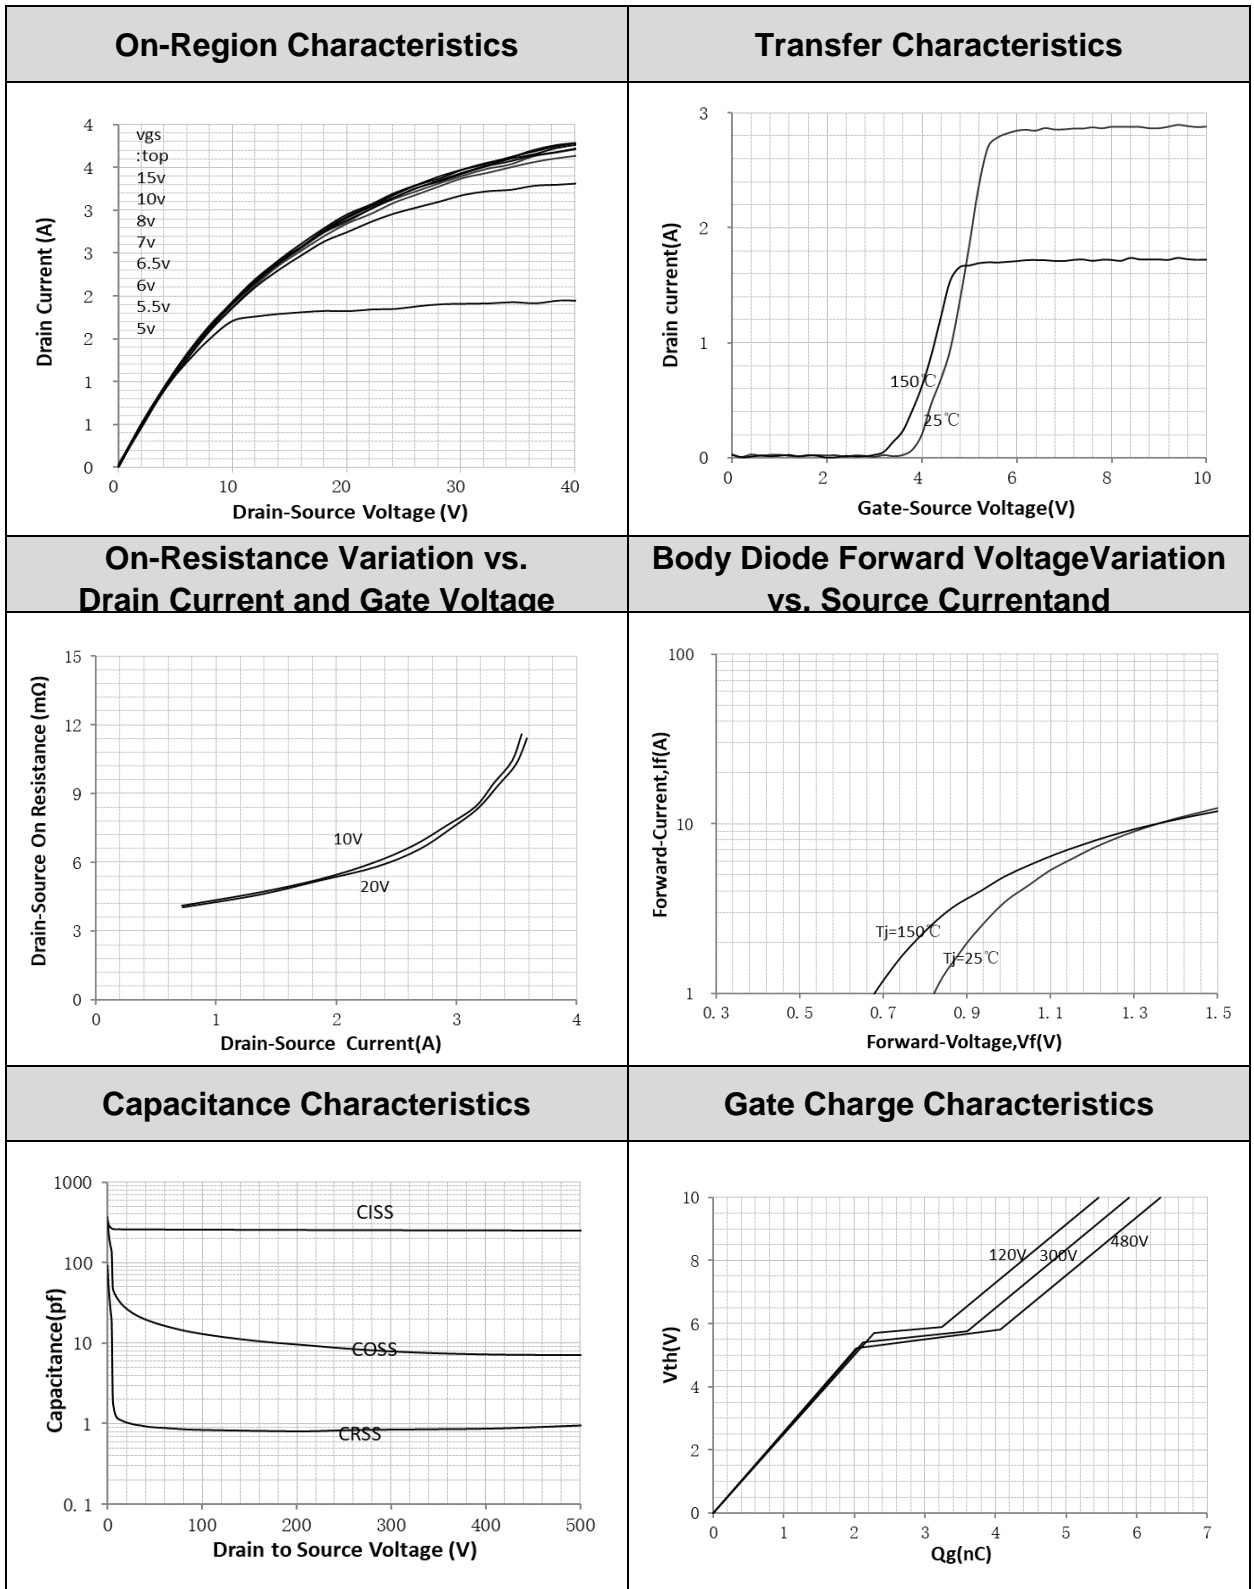 On-Region Characteristics
Transfer Characteristics
4
4
3
3
2
2
1
1
0
vgs
:top
15v
10v
8v
7v
6.5v
6v
5.5v
5v
Drain Current (A)
0 10 20 30 40
Drain-Source Voltage (V)
3
2
1
0
Drain current(A)
150℃
25℃
0 2 4 6 8 10
Gate-Source Voltage(V)
On-Resistance Variation vs.
Drain Current and Gate Voltage
Body Diode Forward VoltageVariation
vs. Source Currentand
15
12
9
6
3
0
Drain-Source On Resistance (mΩ)
10V
20V
0 1 2 3 4
Drain-Source Current(A)
100
10
1
Forward-Current,If(A)
Tj=150℃
Tj=25℃
0.3 0.5 0.7 0.9 1.1 1.3 1.5
Forward-Voltage,Vf(V)
Capacitance Characteristics
Gate Charge Characteristics
1000
100
10
1
0.1
Capacitance(pf)
CISS
COSS
CRSS
0 100 200 300 400 500
Drain to Source Voltage (V)
10
8
6
4
2
0
Vth(V)
120V 300V 480V
0 1 2 3 4 5 6 7
Qg(nC)